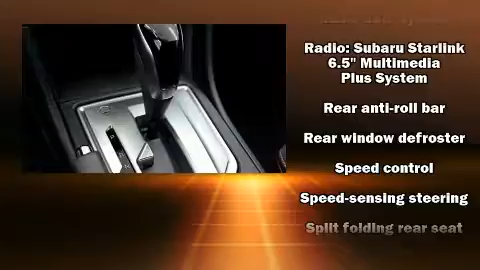 Radio: Subaru Starlink
6.5" Multimedia
Plus System
Rear anti-roll bar
Rear window defroster
Speed control
Speed-sensing steering
Split folding rear seat